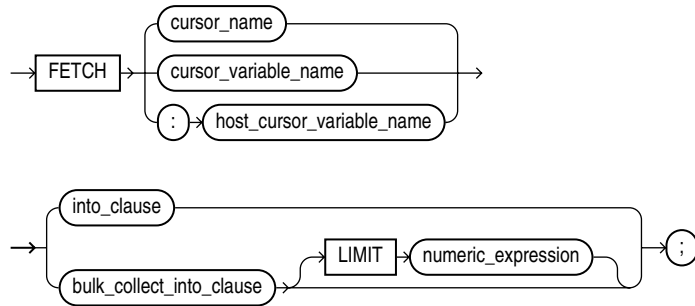 cursor_name
FETCH cursor_variable_name
: host_cursor_variable_name
into_clause
LIMIT numeric_expression ;
bulk_collect_into_clause